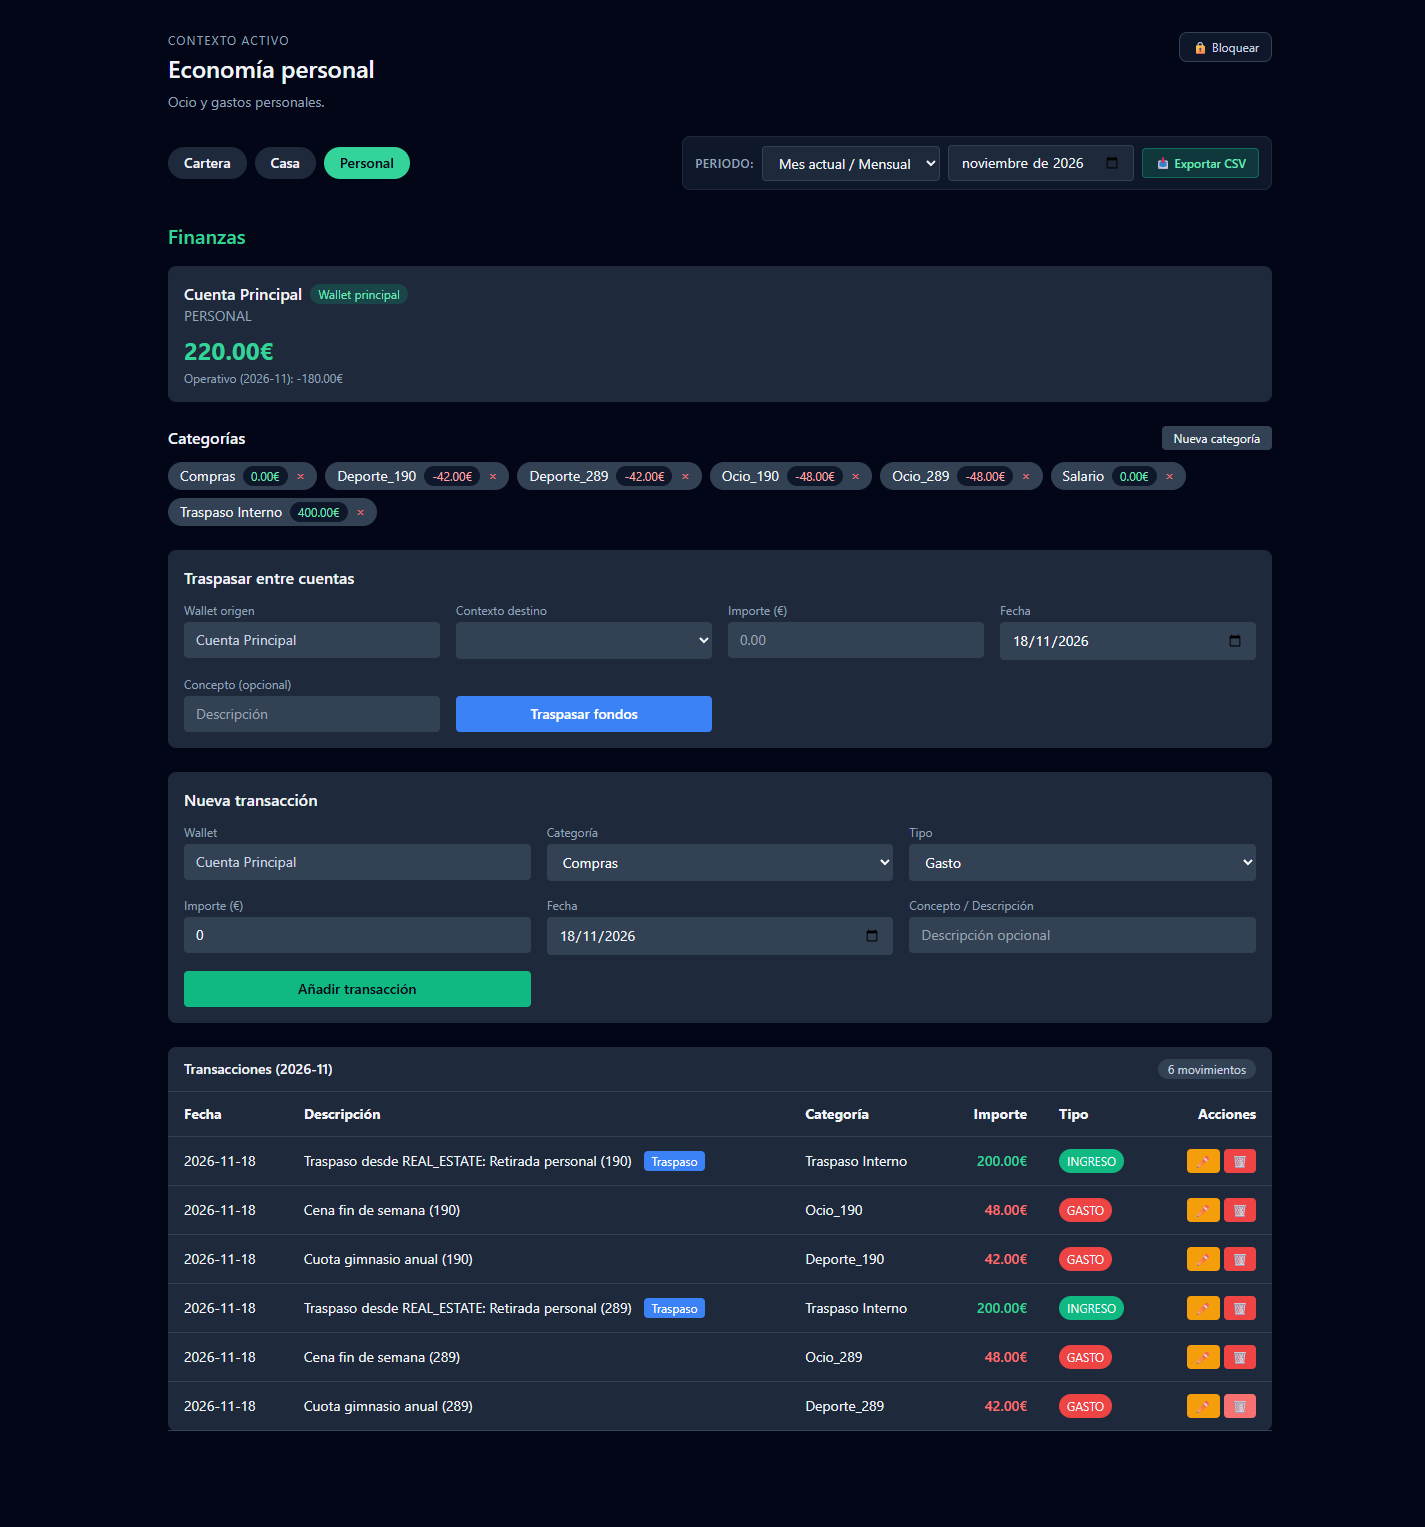 CONTEXTO ACTIVO
Economía personal
Ocio y gastos personales.
Bloquear
Cartera Casa Personal
PERIODO: Mes actual / Mensual noviembre de 2026 Exportar CSV
Finanzas
Cuenta Principal Wallet principal
PERSONAL
220.00€
Operativo (2026-11): -180.00€
Categorías Nueva categoría
Compras 0.00€ × Deporte_190 -42.00€ × Deporte_289 -42.00€ × Ocio_190 -48.00€ × Ocio_289 -48.00€ × Salario 0.00€ ×
Traspaso Interno 400.00€ ×
Traspasar entre cuentas
Wallet origen Contexto destino Importe (€) Fecha
Cuenta Principal 0.00 18/11/2026
Concepto (opcional)
Descripción Traspasar fondos
Nueva transacción
Wallet Categoría Tipo
Cuenta Principal Compras Gasto
Importe (€) Fecha Concepto / Descripción
0 18/11/2026 Descripción opcional
Añadir transacción
Transacciones (2026-11) 6 movimientos
Fecha Descripción Categoría Importe Tipo Acciones
2026-11-18 Traspaso desde REAL_ESTATE: Retirada personal (190) Traspaso Traspaso Interno 200.00€ INGRESO
2026-11-18 Cena fin de semana (190) Ocio_190 48.00€ GASTO
2026-11-18 Cuota gimnasio anual (190) Deporte_190 42.00€ GASTO
2026-11-18 Traspaso desde REAL_ESTATE: Retirada personal (289) Traspaso Traspaso Interno 200.00€ INGRESO
2026-11-18 Cena fin de semana (289) Ocio_289 48.00€ GASTO
2026-11-18 Cuota gimnasio anual (289) Deporte_289 42.00€ GASTO